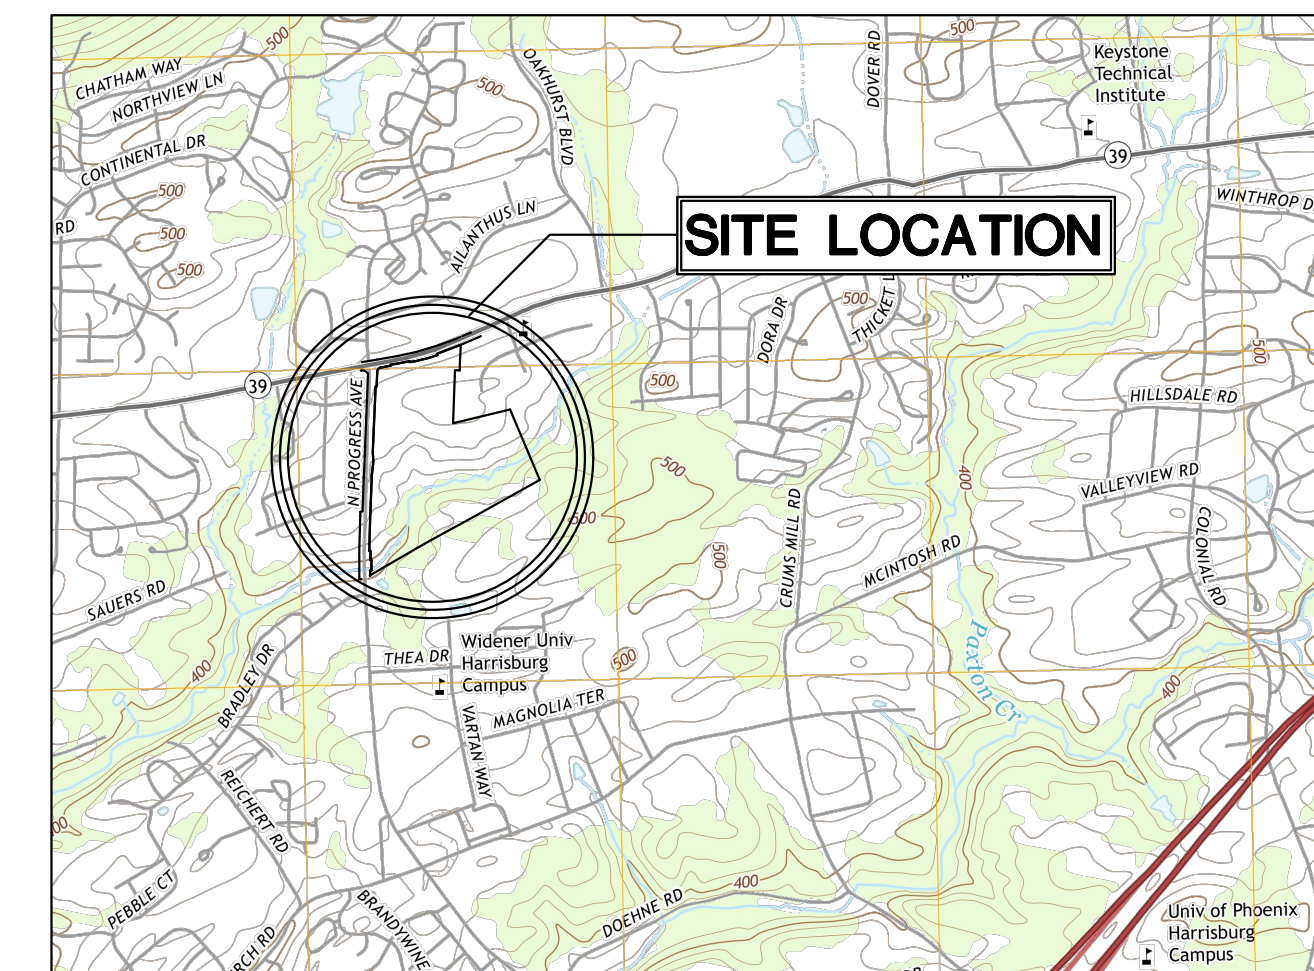 500
OAKHURST BLVD
DOVER RD
500
Keystone
Technical
Institute
CHATHAM WAY
NORTHVIEW LN
500
39
CONTINENTAL DR
500
WINTHROP D
RD
500
AILANTHUS LN
SITE LOCATION
500
500
THICKET L
DORA DR
500
39
500
HILLSDALE RD
N PROGRESS AVE
500
400
VALLEYVIEW RD
500
500
CRUMS MILL RD
MCINTOSH RD
COLONIAL RD
SAUERS RD
Widener Univ
Harrisburg
Campus
THEA DR
500
Paxton Cr
400
BRADLEY DR
400
MAGNOLIA TER
VARTAN WAY
REICHERT RD
00
PEBBLE CT
BRANDYWINE
400
DOEHNE RD
Univ of Phoenix
Harrisburg
Campus
RCH RD